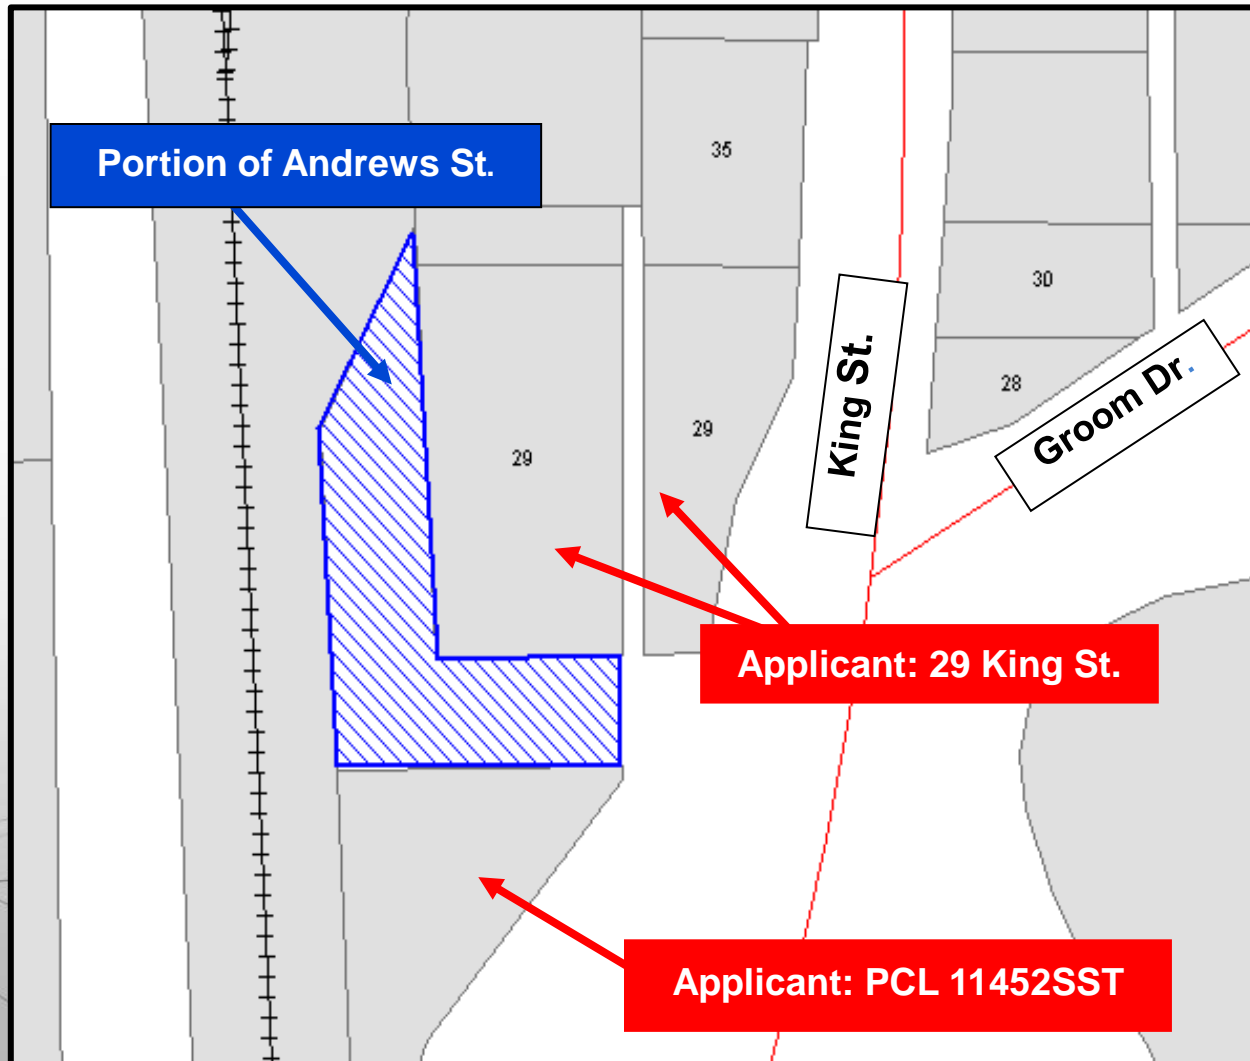 35
Portion of Andrews St.
30
King St.
28
Groom Dr.
29
29
Applicant: 29 King St.
Applicant: PCL 11452SST